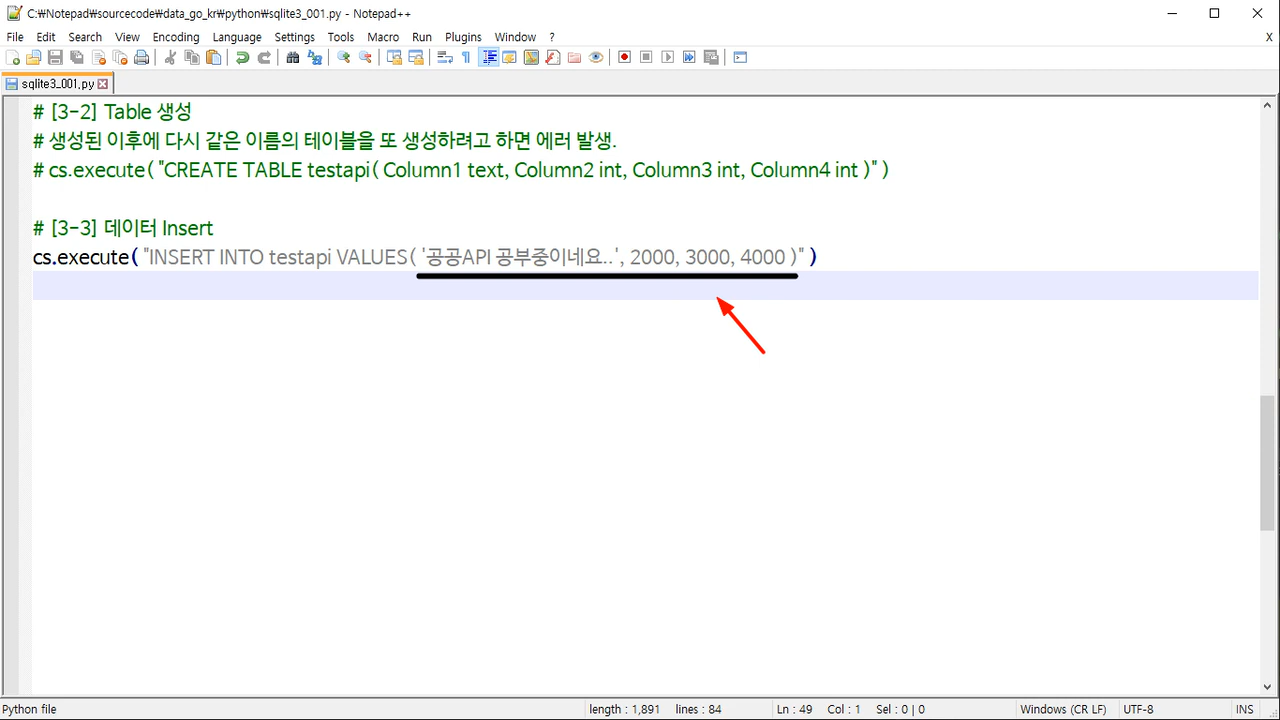 C:₩Notepad₩sourcecode₩data_go_kr₩python₩sqlite3_001.py - Notepad++
File Edit Search View Encoding Language Settings Tools Macro Run Plugins Window ? X
sqlite3_001.py
# [3-2] Table 생성
# 생성된 이후에 다시 같은 이름의 테이블을 또 생성하려고 하면 에러 발생.
# cs.execute( "CREATE TABLE testapi( Column1 text, Column2 int, Column3 int, Column4 int )" )
# [3-3] 데이터 Insert
cs.execute( "INSERT INTO testapi VALUES( '공공API 공부중이네요..', 2000, 3000, 4000 )" )
Python file length : 1,891 lines : 84 Ln : 49 Col : 1 Sel : 0 | 0 Windows (CR LF) UTF-8 INS